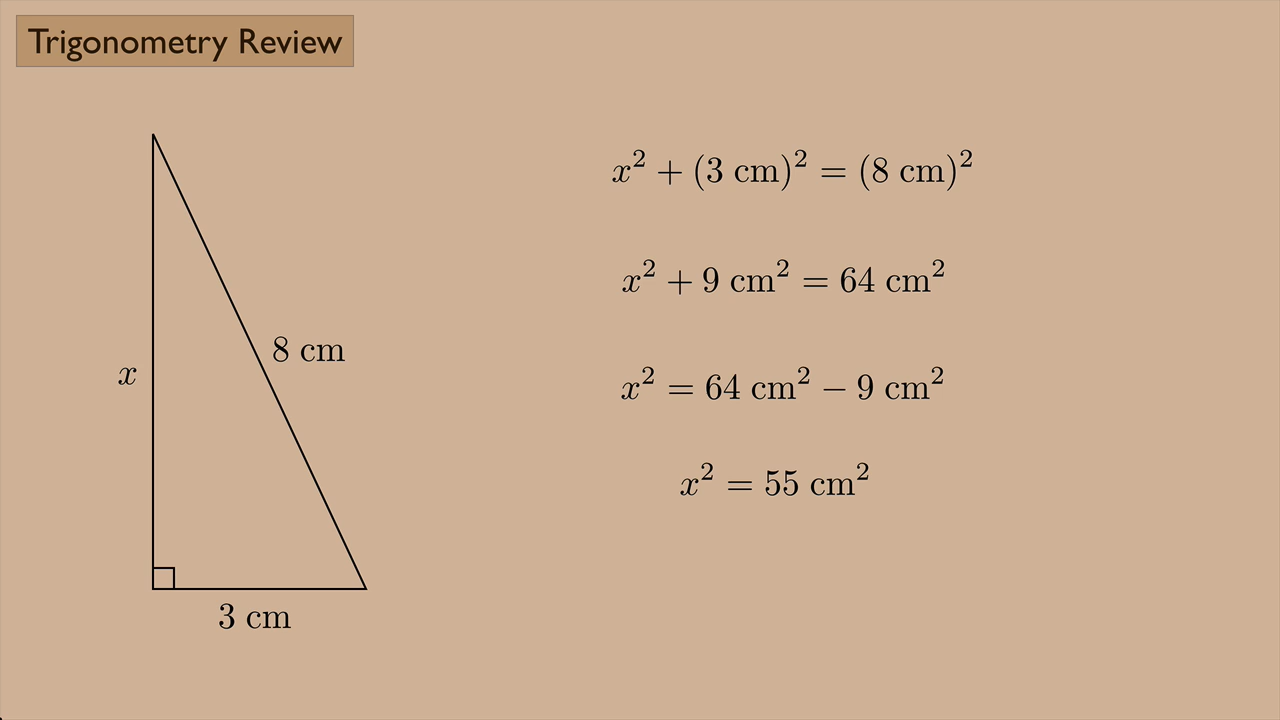 Trigonometry Review
x² + (3 cm)² = (8 cm)²
x² + 9 cm² = 64 cm²
x² = 64 cm² − 9 cm²
x² = 55 cm²
x
8 cm
3 cm